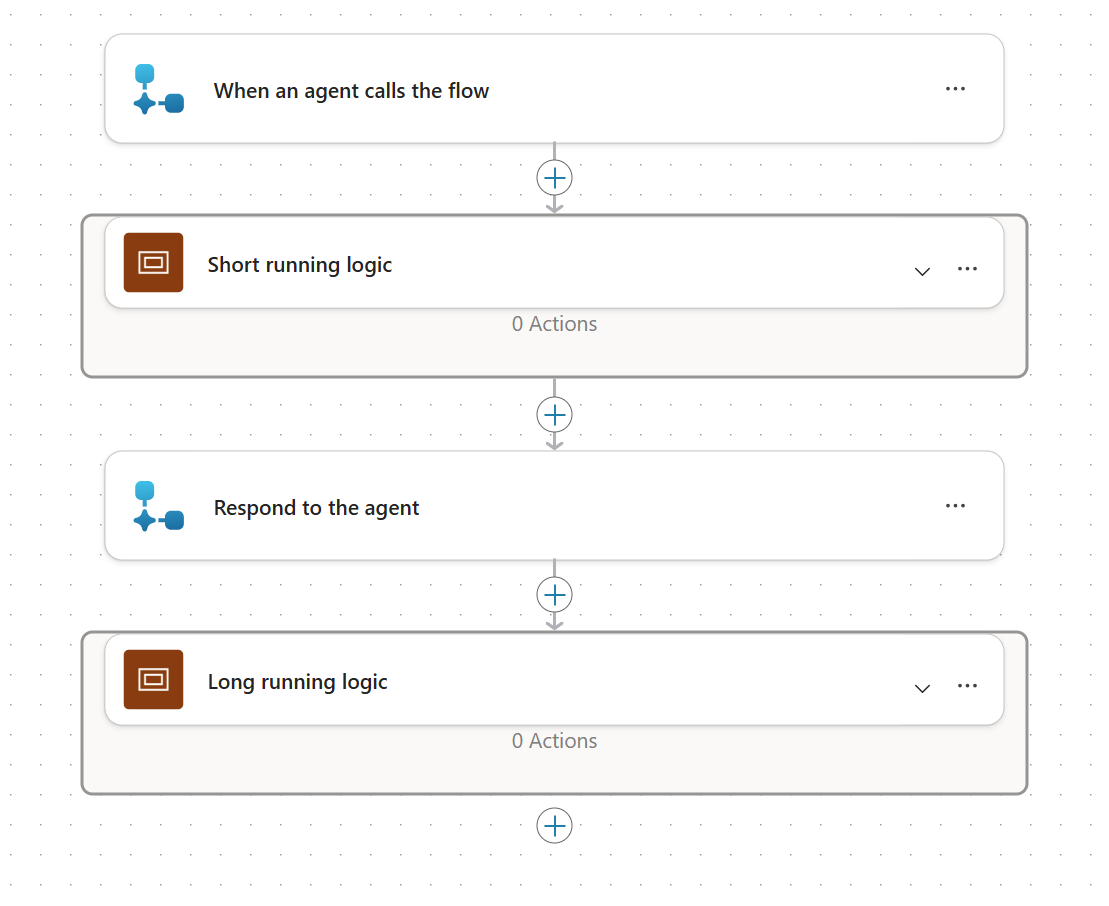 When an agent calls the flow
Short running logic
0 Actions
Respond to the agent
Long running logic
0 Actions